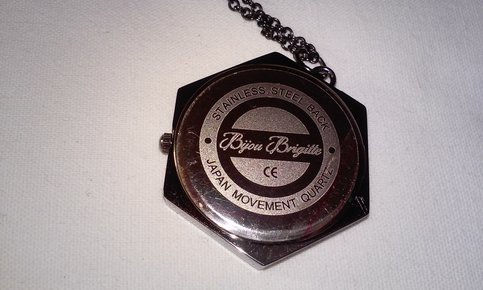 STAINLESS STEEL BACK
Bijou Brigitte
CE
JAPAN MOVEMENT QUARTZ